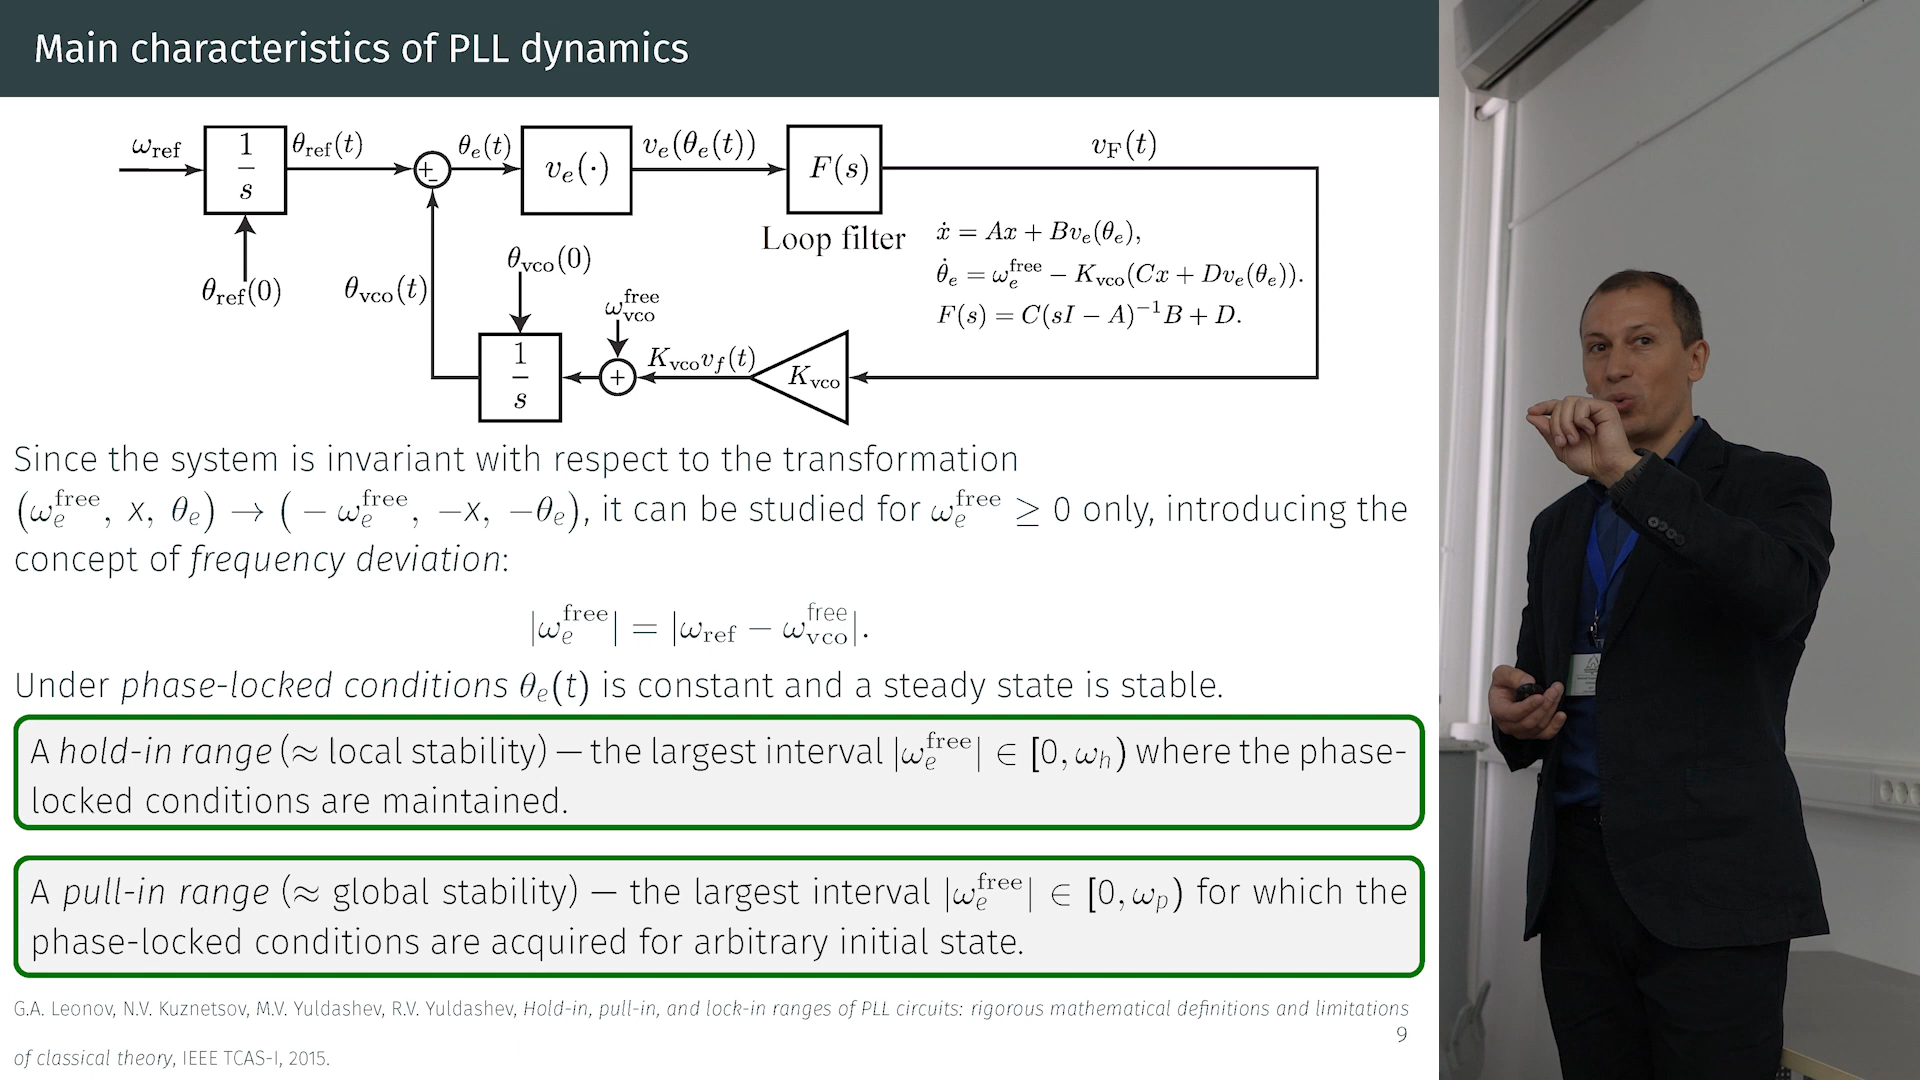 Main characteristics of PLL dynamics
ω_ref
1/s
θ_ref(t)
+ −
θ_e(t)
v_e(·)
v_e(θ_e(t))
F(s)
v_F(t)
Loop filter
θ_ref(0)
θ_vco(t)
θ_vco(0)
ω_vco^free
1/s
+
K_vco v_f(t)
K_vco
ẋ = Ax + Bv_e(θ_e),
θ̇_e = ω_e^free − K_vco(Cx + Dv_e(θ_e)).
F(s) = C(sI − A)^−1 B + D.
Since the system is invariant with respect to the transformation
(ω_e^free, x, θ_e) → (− ω_e^free, −x, −θ_e), it can be studied for ω_e^free ≥ 0 only, introducing the
concept of frequency deviation:
|ω_e^free| = |ω_ref − ω_vco^free|.
Under phase-locked conditions θ_e(t) is constant and a steady state is stable.
A hold-in range (≈ local stability) — the largest interval |ω_e^free| ∈ [0, ω_h) where the phase-
locked conditions are maintained.
A pull-in range (≈ global stability) — the largest interval |ω_e^free| ∈ [0, ω_p) for which the
phase-locked conditions are acquired for arbitrary initial state.
G.A. Leonov, N.V. Kuznetsov, M.V. Yuldashev, R.V. Yuldashev, Hold-in, pull-in, and lock-in ranges of PLL circuits: rigorous mathematical definitions and limitations
9
of classical theory, IEEE TCAS-I, 2015.